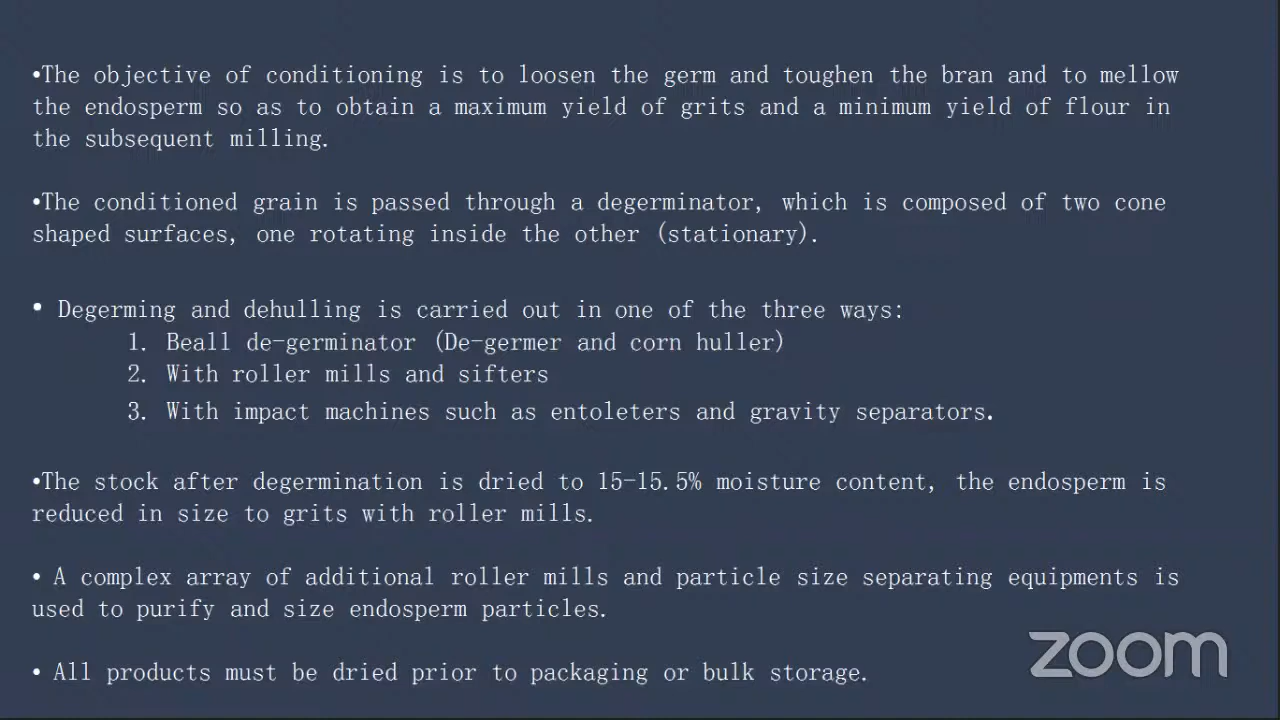 •The objective of conditioning is to loosen the germ and toughen the bran and to mellow
the endosperm so as to obtain a maximum yield of grits and a minimum yield of flour in
the subsequent milling.
•The conditioned grain is passed through a degerminator, which is composed of two cone
shaped surfaces, one rotating inside the other (stationary).
• Degerming and dehulling is carried out in one of the three ways:
1. Beall de-germinator (De-germer and corn huller)
2. With roller mills and sifters
3. With impact machines such as entoleters and gravity separators.
•The stock after degermination is dried to 15-15.5% moisture content, the endosperm is
reduced in size to grits with roller mills.
• A complex array of additional roller mills and particle size separating equipments is
used to purify and size endosperm particles.
• All products must be dried prior to packaging or bulk storage.
zoom